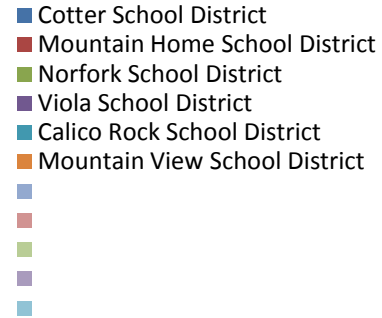 Cotter School District
Mountain Home School District
Norfork School District
Viola School District
Calico Rock School District
Mountain View School District